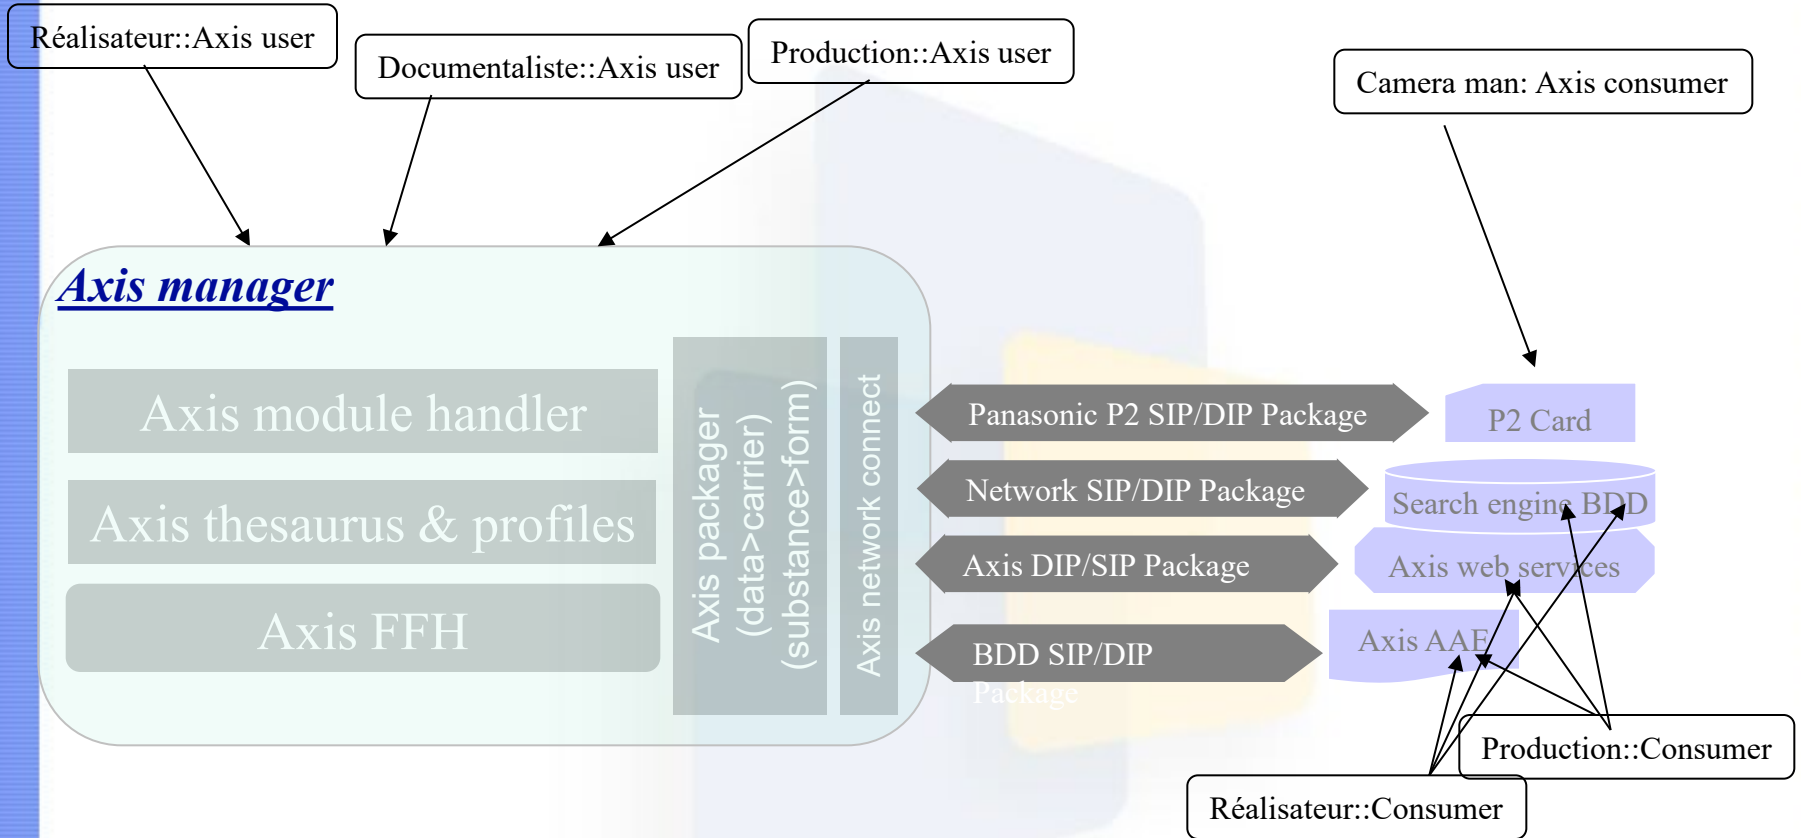 Réalisateur::Axis user
Documentaliste::Axis user
Production::Axis user
Camera man: Axis consumer
Axis manager
Axis module handler
Axis thesaurus & profiles
Axis FFH
Axis packager
(data>carrier)
(substance>form)
Axis network connect
Panasonic P2 SIP/DIP Package
Network SIP/DIP Package
Axis DIP/SIP Package
BDD SIP/DIP
Package
P2 Card
Search engine BDD
Axis web services
Axis AAE
Production::Consumer
Réalisateur::Consumer